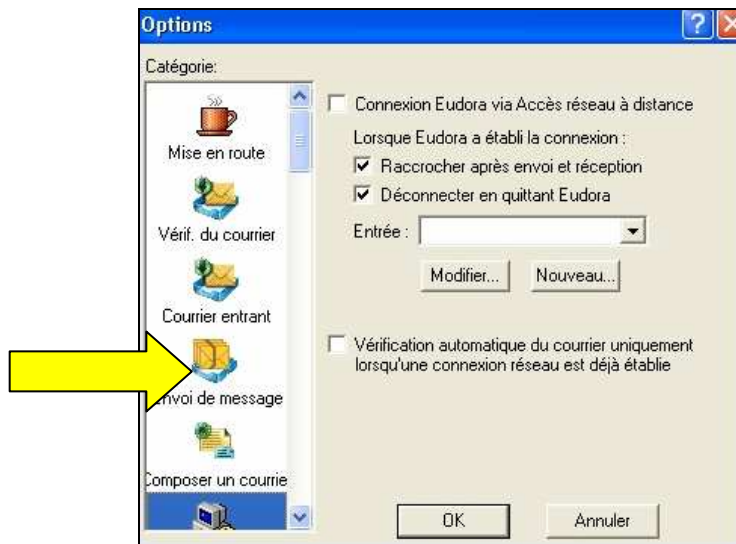 Options
Catégorie:
Mise en route
Vérif. du courrier
Courrier entrant
Envoi de message
Composer un courrie
Connexion Eudora via Accès réseau à distance
Lorsque Eudora a établi la connexion :
Raccrocher après envoi et réception
Déconnecter en quittant Eudora
Entrée :
Modifier...
Nouveau...
Vérification automatique du courrier uniquement
lorsqu'une connexion réseau est déjà établie
OK
Annuler